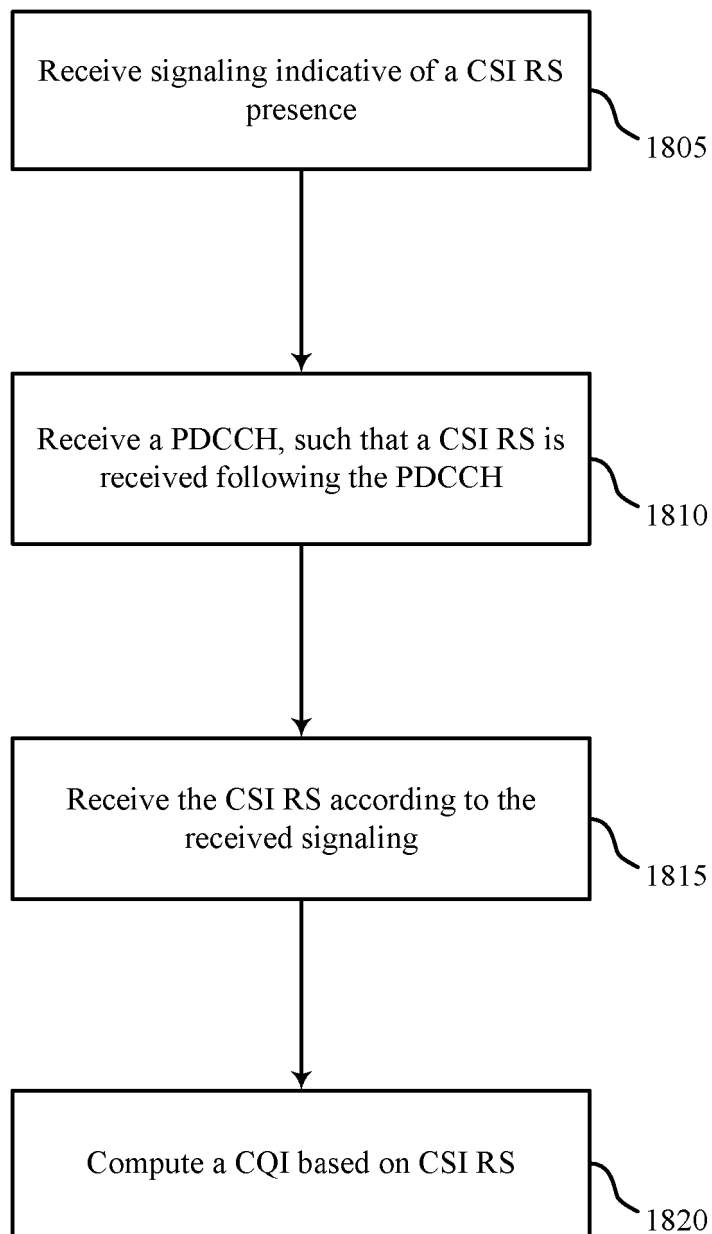 Receive signaling indicative of a CSI RS
presence
1805
Receive a PDCCH, such that a CSI RS is
received following the PDCCH
1810
Receive the CSI RS according to the
received signaling
1815
Compute a CQI based on CSI RS
1820